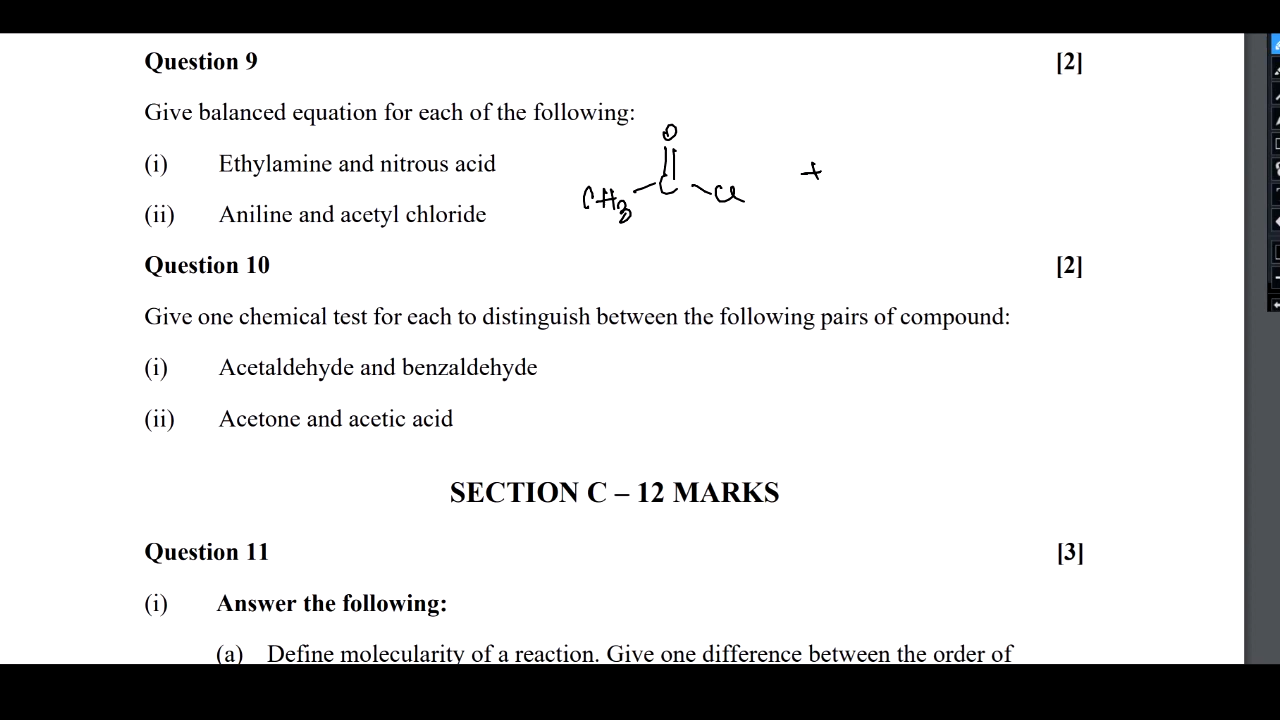 Question 9 [2]
Give balanced equation for each of the following:
(i) Ethylamine and nitrous acid
(ii) Aniline and acetyl chloride
O
CH3 C Cl +
Question 10 [2]
Give one chemical test for each to distinguish between the following pairs of compound:
(i) Acetaldehyde and benzaldehyde
(ii) Acetone and acetic acid
SECTION C – 12 MARKS
Question 11 [3]
(i) Answer the following:
(a) Define molecularity of a reaction. Give one difference between the order of